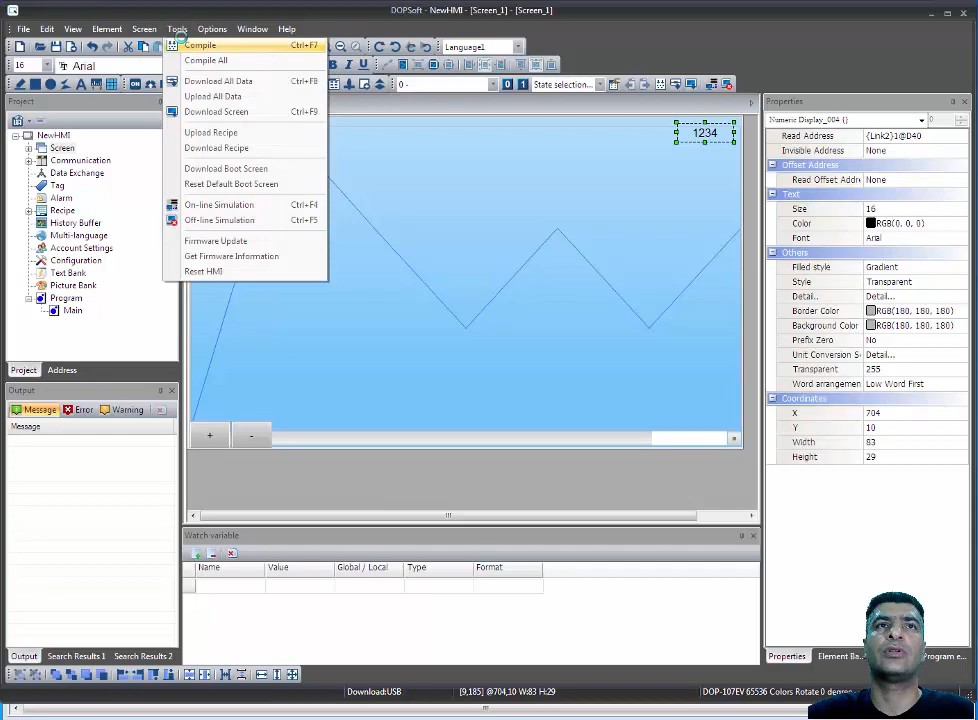 DOPSoft - NewHMI - [Screen_1] - [Screen_1]
File Edit View Element Screen Tools Options Window Help
Language1
16 Arial
0 -
0 1 State selection...
Compile Ctrl+F7
Compile All
Download All Data Ctrl+F8
Upload All Data
Download Screen Ctrl+F9
Upload Recipe
Download Recipe
Download Boot Screen
Reset Default Boot Screen
On-line Simulation Ctrl+F4
Off-line Simulation Ctrl+F5
Firmware Update
Get Firmware Information
Reset HMI
Project
NewHMI
Screen
Communication
Data Exchange
Tag
Alarm
Recipe
History Buffer
Multi-language
Account Settings
Configuration
Text Bank
Picture Bank
Program
Main
Project Address
Output
Message Error Warning
Message
Output Search Results 1 Search Results 2
1234
+ -
Watch variable
Name Value Global / Local Type Format
Properties
Numeric Display_004 {} 0
Read Address {Link2}1@D40
Invisible Address None
Offset Address
Read Offset Addr None
Text
Size 16
Color RGB(0, 0, 0)
Font Arial
Others
Filled style Gradient
Style Transparent
Detail.. Detail...
Border Color RGB(180, 180, 180)
Background Color RGB(180, 180, 180)
Prefix Zero No
Unit Conversion S Detail...
Transparent 255
Word arrangemen Low Word First
Coordinates
X 704
Y 10
Width 83
Height 29
Properties Element Ba.. Program e...
Download:USB [9,185] @704,10 W:83 H:29 DOP-107EV 65536 Colors Rotate 0 degree